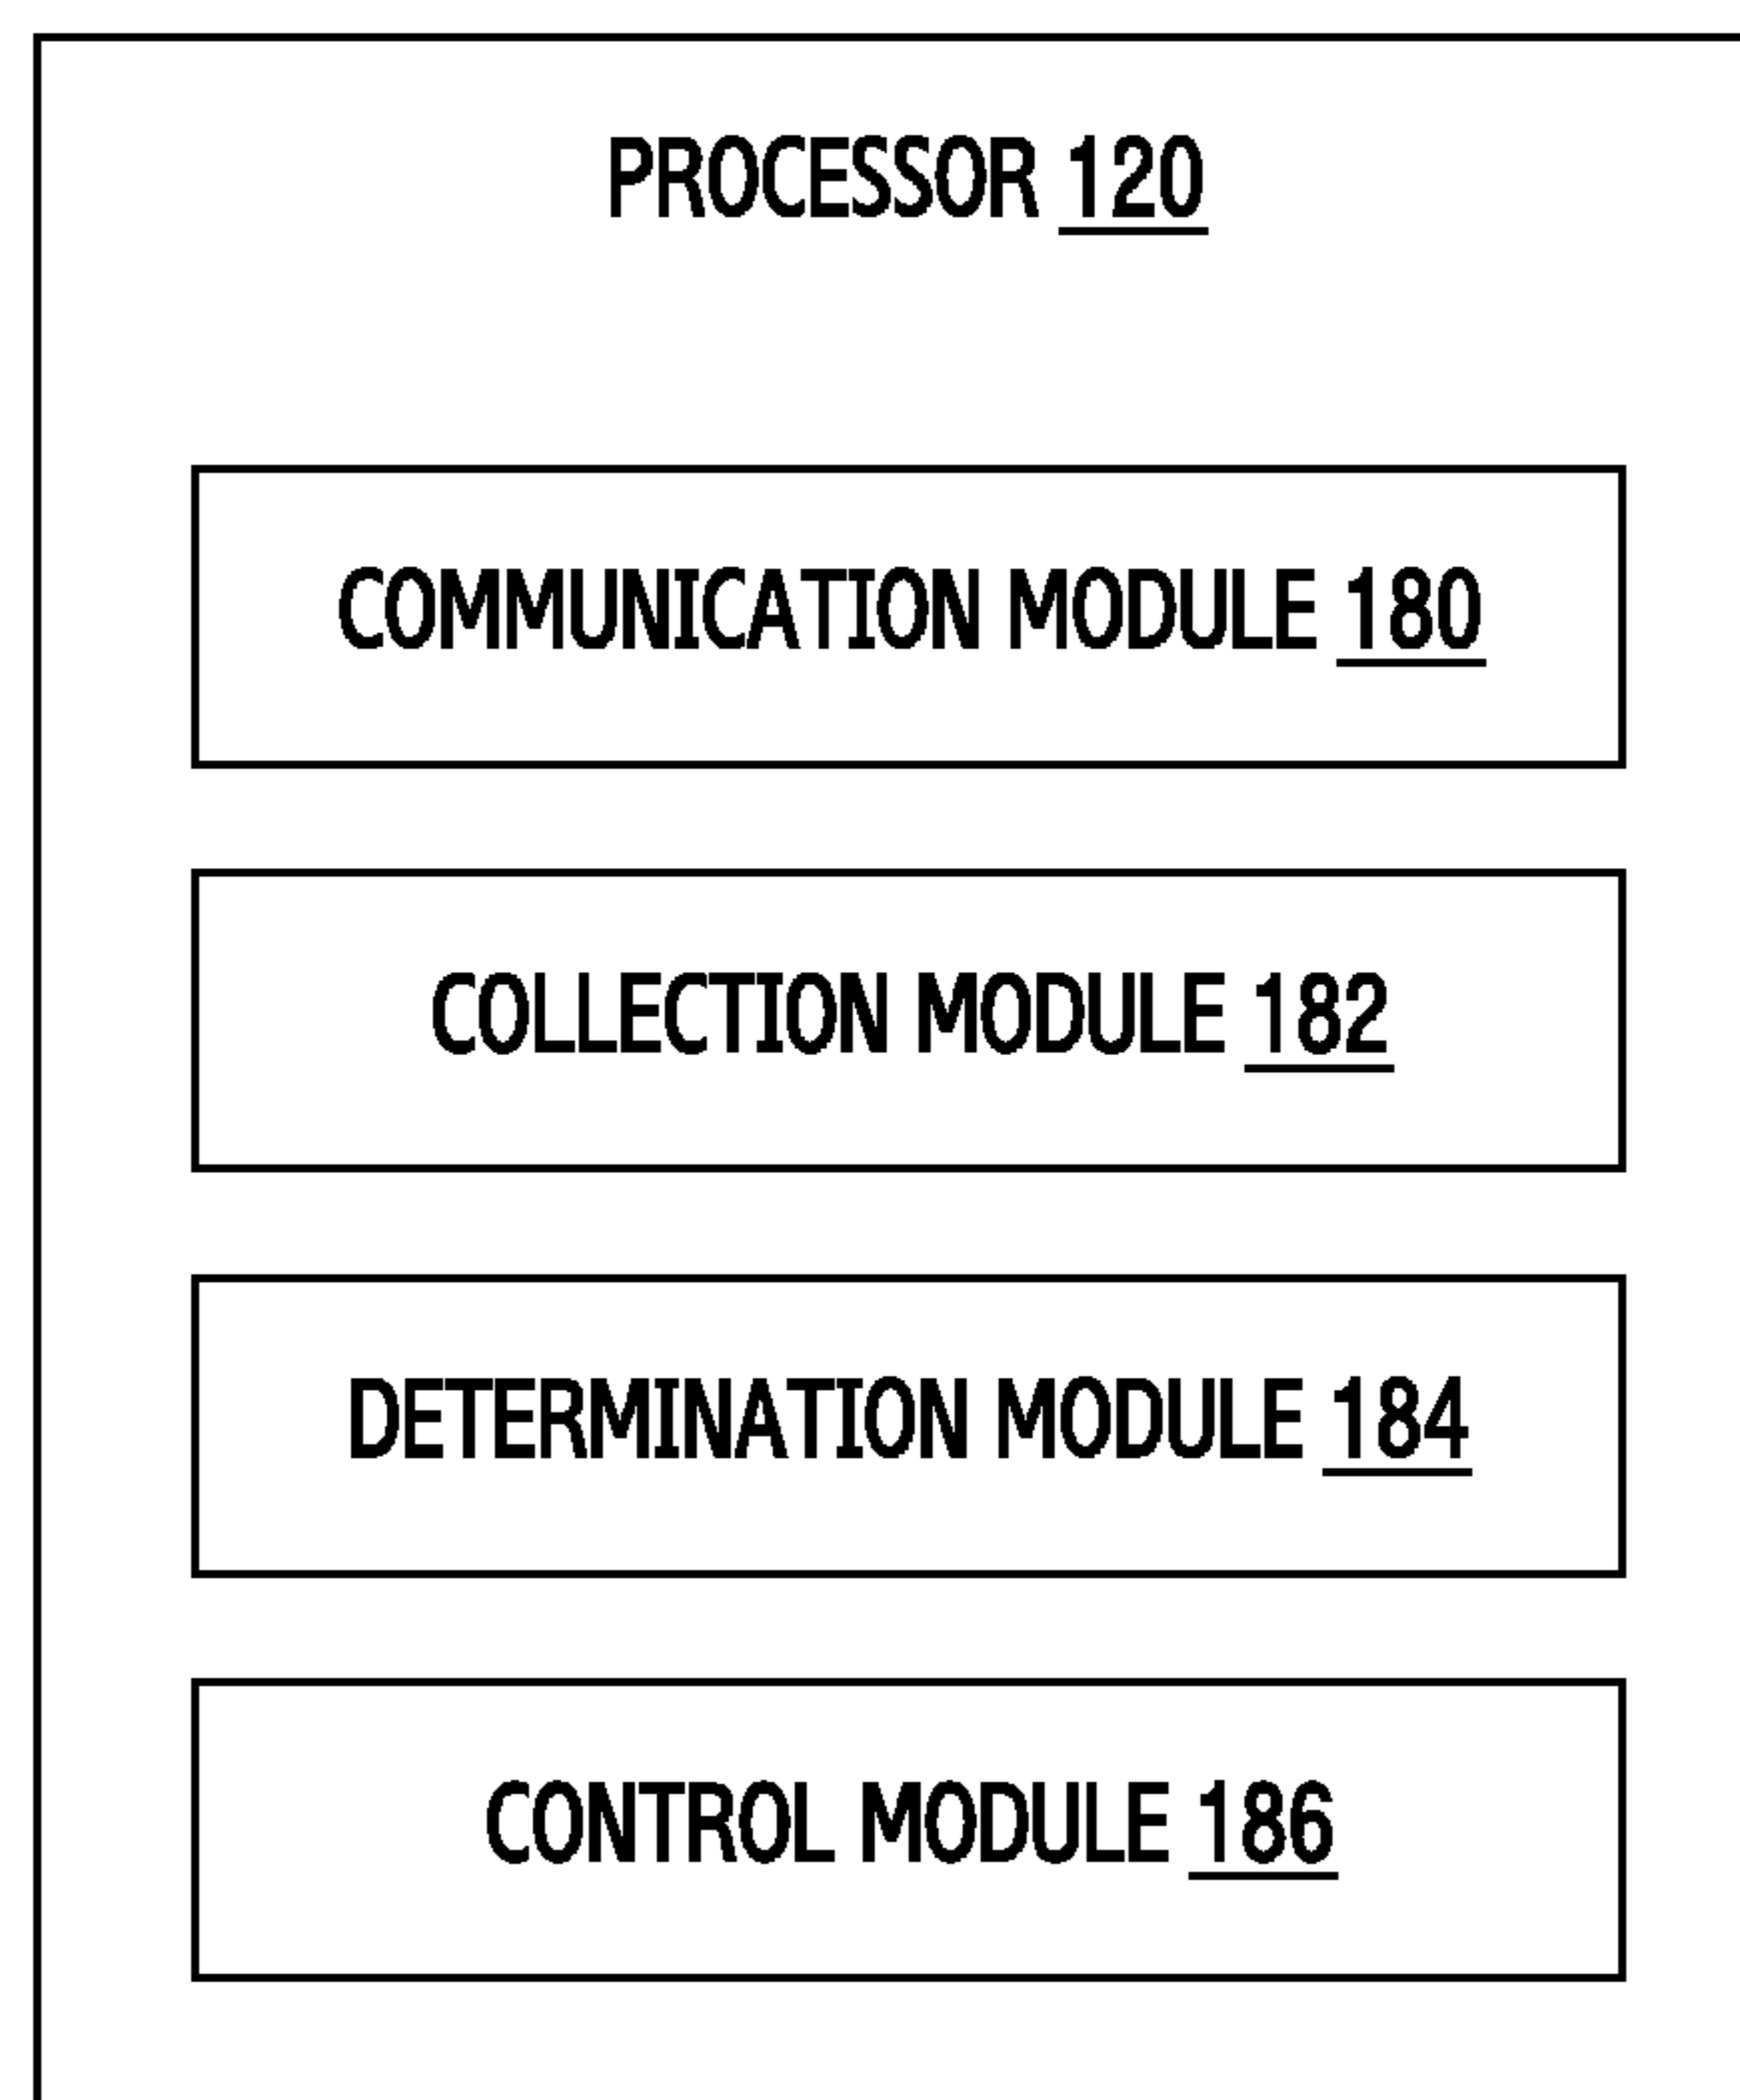 PROCESSOR 120
COMMUNICATION MODULE 180
COLLECTION MODULE 182
DETERMINATION MODULE 184
CONTROL MODULE 186